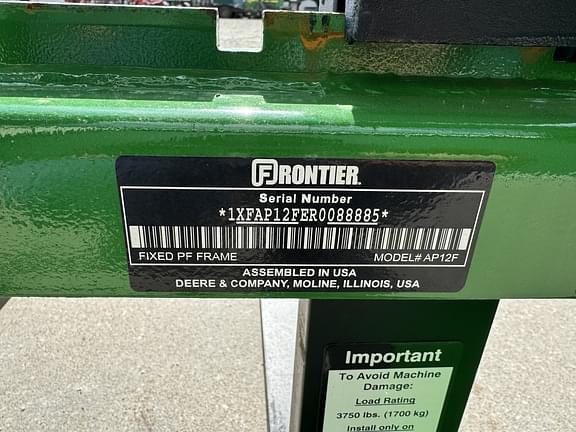 FRONTIER
Serial Number
*1XFAP12FER0088885*
FIXED PF FRAME MODEL# AP12F
ASSEMBLED IN USA
DEERE & COMPANY, MOLINE, ILLINOIS, USA
Important
To Avoid Machine
Damage:
Load Rating
3750 lbs. (1700 kg)
Install only on